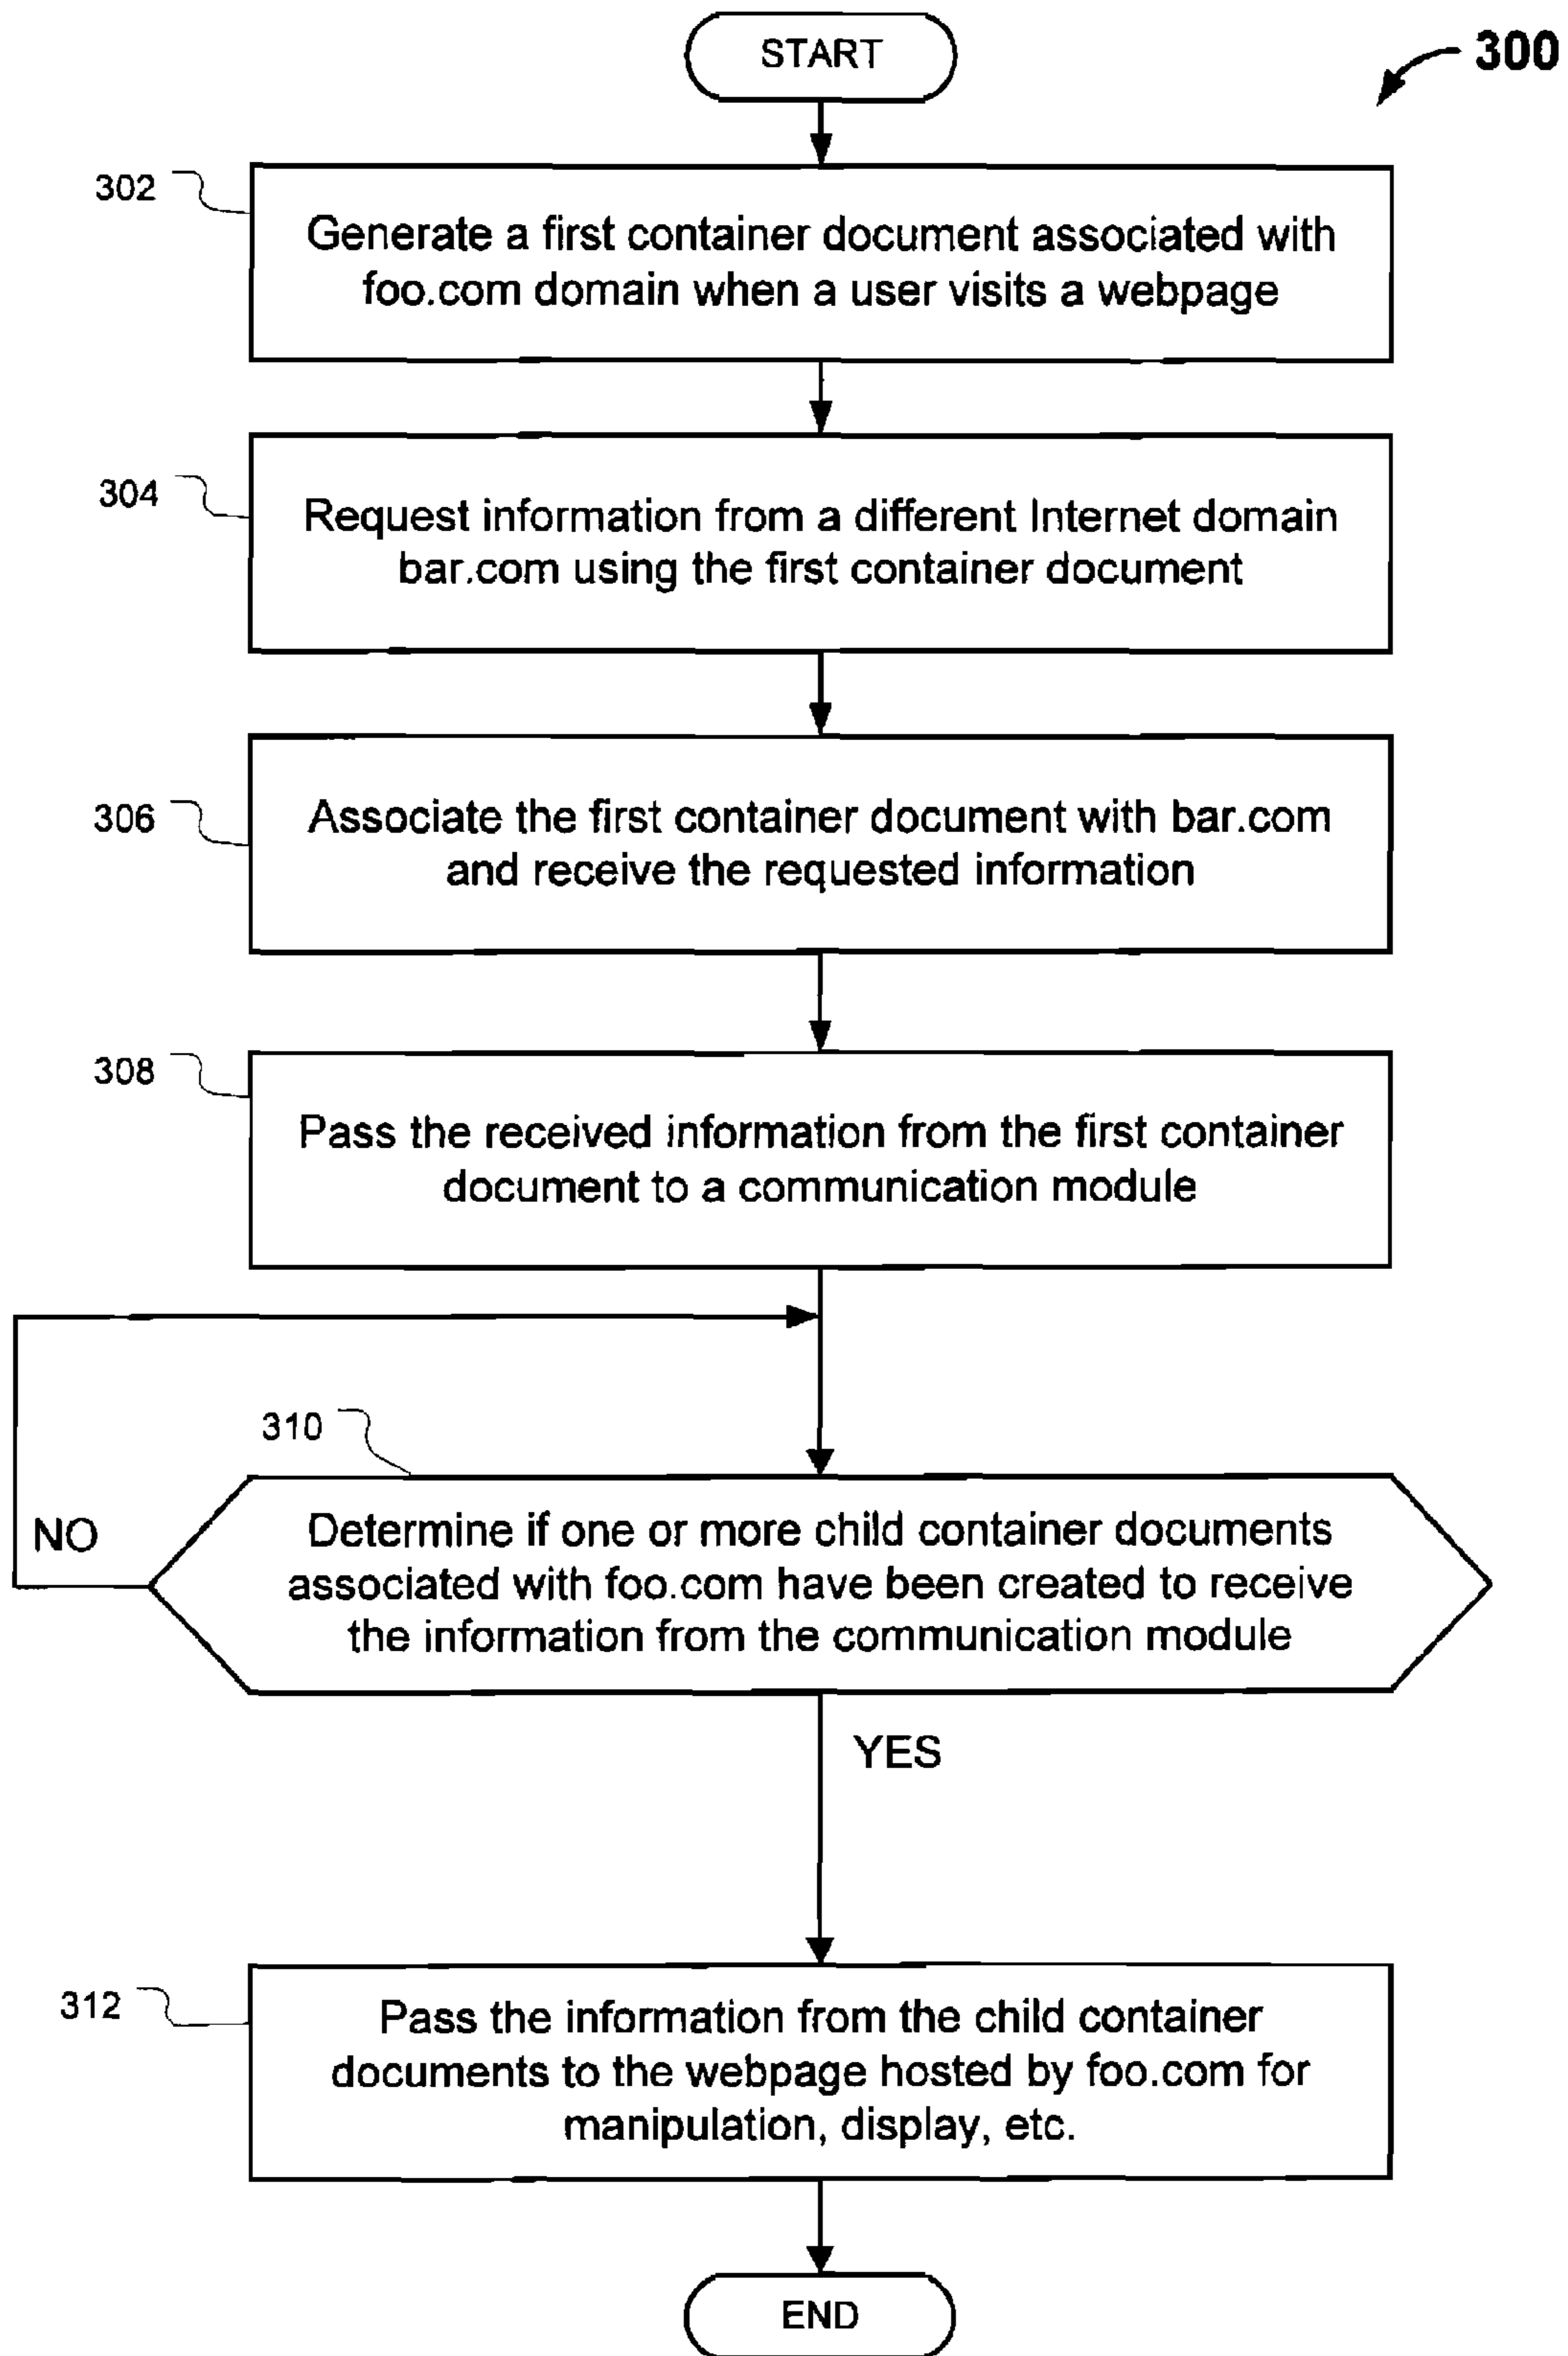 START
300
302
Generate a first container document associated with
foo.com domain when a user visits a webpage
304
Request information from a different Internet domain
bar.com using the first container document
306
Associate the first container document with bar.com
and receive the requested information
308
Pass the received information from the first container
document to a communication module
310
NO
Determine if one or more child container documents
associated with foo.com have been created to receive
the information from the communication module
YES
312
Pass the information from the child container
documents to the webpage hosted by foo.com for
manipulation, display, etc.
END